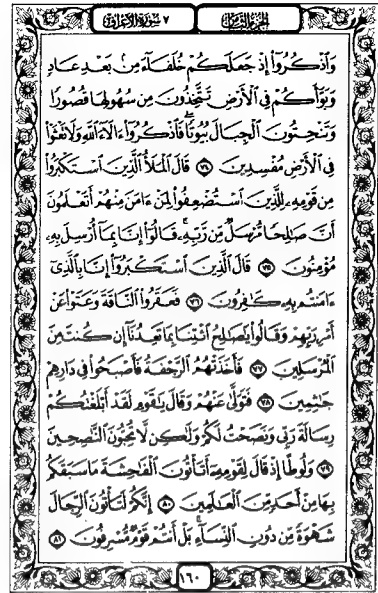 الجزء الثامن ٧ سورة الأعراف
وَٱذْكُرُوٓا۟ إِذْ جَعَلَكُمْ خُلَفَآءَ مِنۢ بَعْدِ عَادٍ
وَبَوَّأَكُمْ فِى ٱلْأَرْضِ تَتَّخِذُونَ مِن سُهُولِهَا قُصُورًا
وَتَنْحِتُونَ ٱلْجِبَالَ بُيُوتًا ۖ فَٱذْكُرُوٓا۟ ءَالَآءَ ٱللَّهِ وَلَا تَعْثَوْا۟
فِى ٱلْأَرْضِ مُفْسِدِينَ ٧٤ قَالَ ٱلْمَلَأُ ٱلَّذِينَ ٱسْتَكْبَرُوا۟
مِن قَوْمِهِۦ لِلَّذِينَ ٱسْتُضْعِفُوا۟ لِمَنْ ءَامَنَ مِنْهُمْ أَتَعْلَمُونَ
أَنَّ صَٰلِحًا مُّرْسَلٌ مِّن رَّبِّهِۦ ۚ قَالُوٓا۟ إِنَّا بِمَآ أُرْسِلَ بِهِۦ
مُؤْمِنُونَ ٧٥ قَالَ ٱلَّذِينَ ٱسْتَكْبَرُوٓا۟ إِنَّا بِٱلَّذِىٓ
ءَامَنتُم بِهِۦ كَٰفِرُونَ ٧٦ فَعَقَرُوا۟ ٱلنَّاقَةَ وَعَتَوْا۟ عَنْ
أَمْرِ رَبِّهِمْ وَقَالُوا۟ يَٰصَٰلِحُ ٱئْتِنَا بِمَا تَعِدُنَآ إِن كُنتَ مِنَ
ٱلْمُرْسَلِينَ ٧٧ فَأَخَذَتْهُمُ ٱلرَّجْفَةُ فَأَصْبَحُوا۟ فِى دَارِهِمْ
جَٰثِمِينَ ٧٨ فَتَوَلَّىٰ عَنْهُمْ وَقَالَ يَٰقَوْمِ لَقَدْ أَبْلَغْتُكُمْ
رِسَالَةَ رَبِّى وَنَصَحْتُ لَكُمْ وَلَٰكِن لَّا تُحِبُّونَ ٱلنَّٰصِحِينَ
٧٩ وَلُوطًا إِذْ قَالَ لِقَوْمِهِۦٓ أَتَأْتُونَ ٱلْفَٰحِشَةَ مَا سَبَقَكُم
بِهَا مِنْ أَحَدٍ مِّنَ ٱلْعَٰلَمِينَ ٨٠ إِنَّكُمْ لَتَأْتُونَ ٱلرِّجَالَ
شَهْوَةً مِّن دُونِ ٱلنِّسَآءِ ۚ بَلْ أَنتُمْ قَوْمٌ مُّسْرِفُونَ ٨١
١٦٠